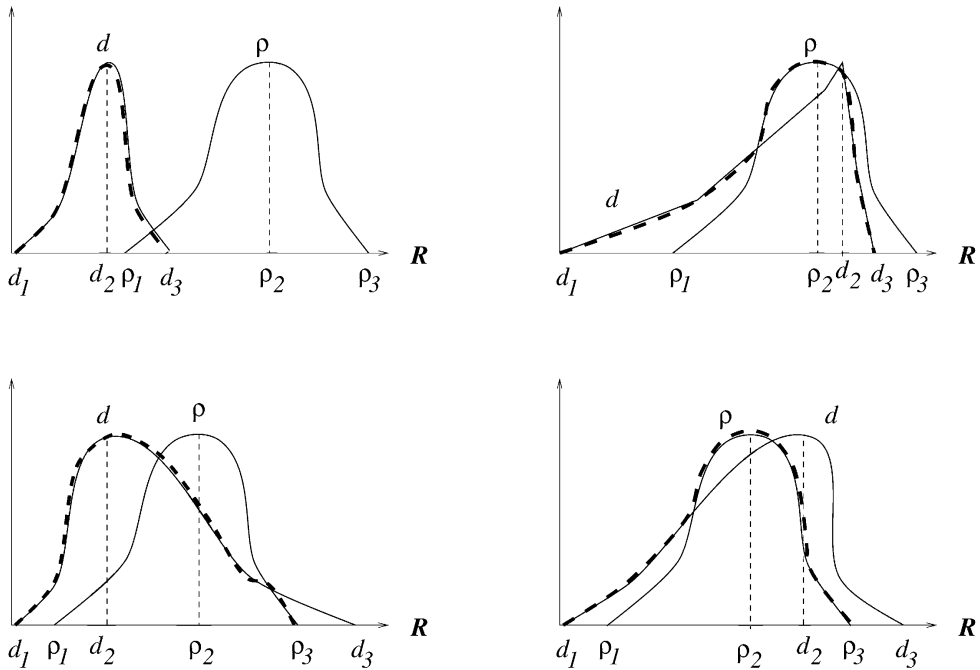 d ρ
R
d₁ d₂ ρ₁ d₃ ρ₂ ρ₃
ρ
d
R
d₁ ρ₁ ρ₂ d₂ d₃ ρ₃
d ρ
R
d₁ ρ₁ d₂ ρ₂ ρ₃ d₃
ρ d
R
d₁ ρ₁ ρ₂ d₂ ρ₃ d₃